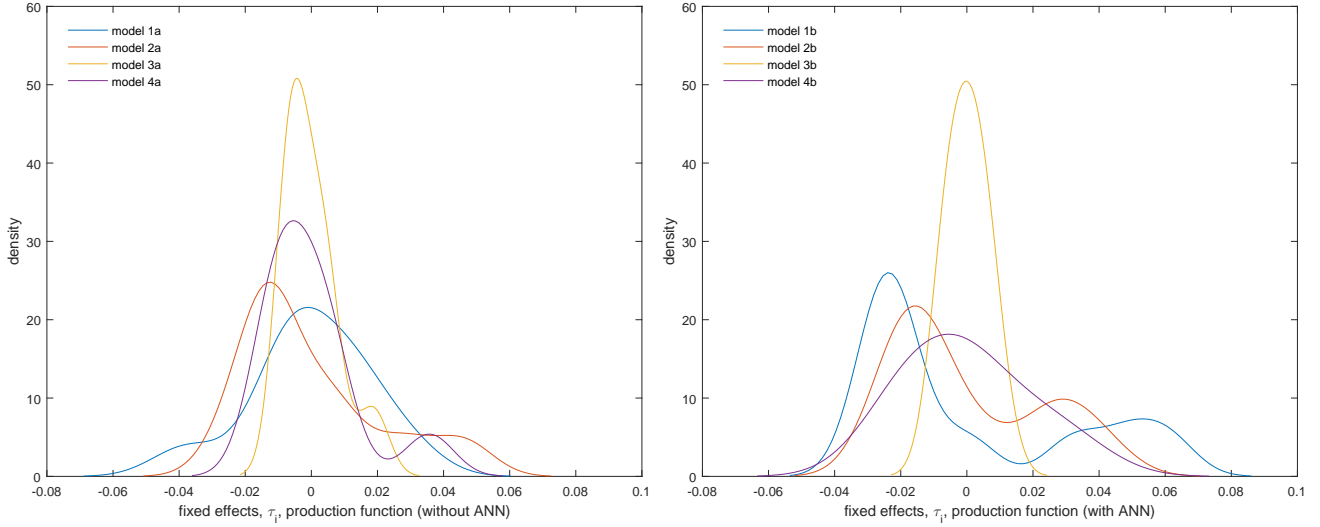 60
50
40
30
20
10
0
density
model 1a
model 2a
model 3a
model 4a
-0.08 -0.06 -0.04 -0.02 0 0.02 0.04 0.06 0.08 0.1
fixed effects, τi, production function (without ANN)
60
50
40
30
20
10
0
density
model 1b
model 2b
model 3b
model 4b
-0.08 -0.06 -0.04 -0.02 0 0.02 0.04 0.06 0.08 0.1
fixed effects, τi, production function (with ANN)